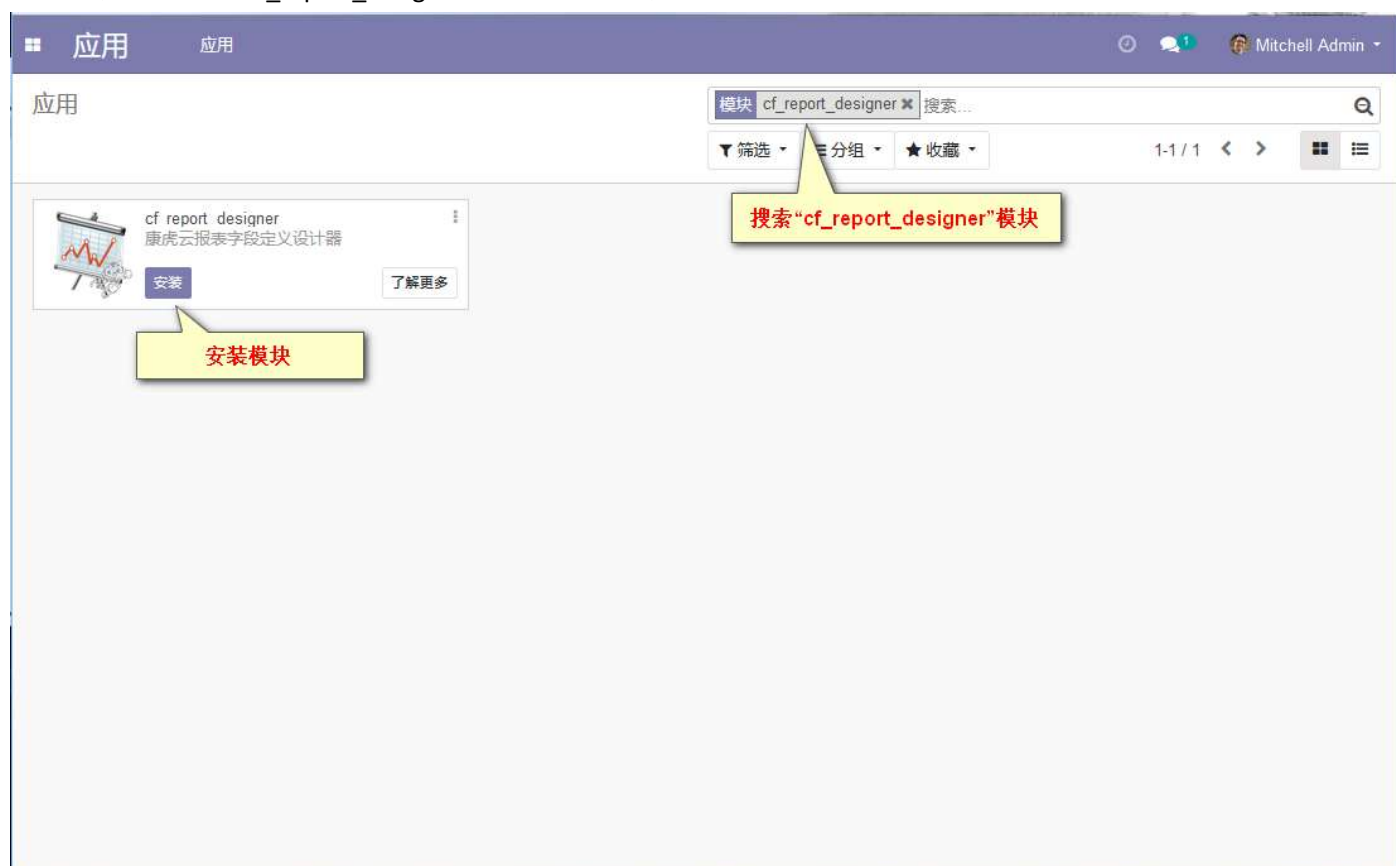 应用 应用 1 Mitchell Admin
应用
模块 cf_report_designer 搜索...
筛选 分组 收藏 1-1 / 1
搜索“cf_report_designer”模块
cf report designer
康虎云报表字段定义设计器
安装 了解更多
安装模块